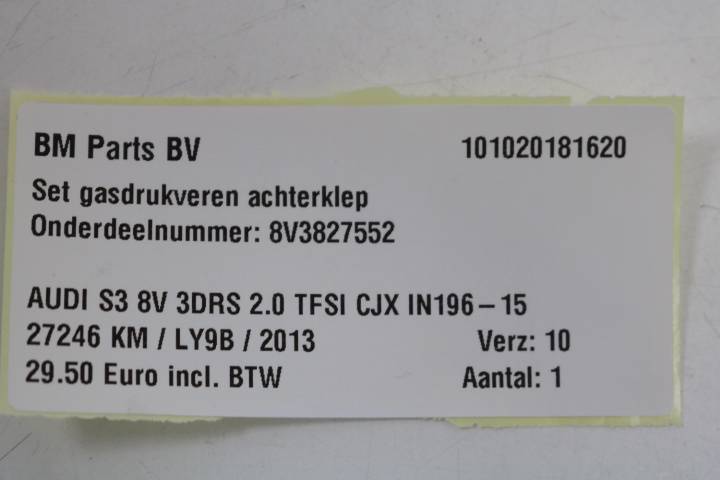 BM Parts BV 101020181620
Set gasdrukveren achterklep
Onderdeelnummer: 8V3827552
AUDI S3 8V 3DRS 2.0 TFSI CJX IN196-15
27246 KM / LY9B / 2013 Verz: 10
29.50 Euro incl. BTW Aantal: 1